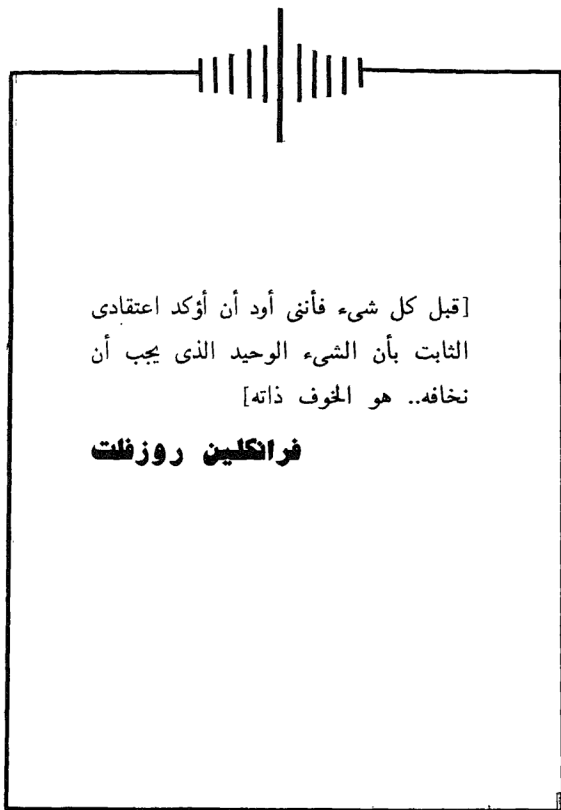 [قبل كل شىء فأننى أود أن أؤكد اعتقادى
الثابت بأن الشىء الوحيد الذى يجب أن
نخافه.. هو الخوف ذاته]
فرانكلين روزفلت